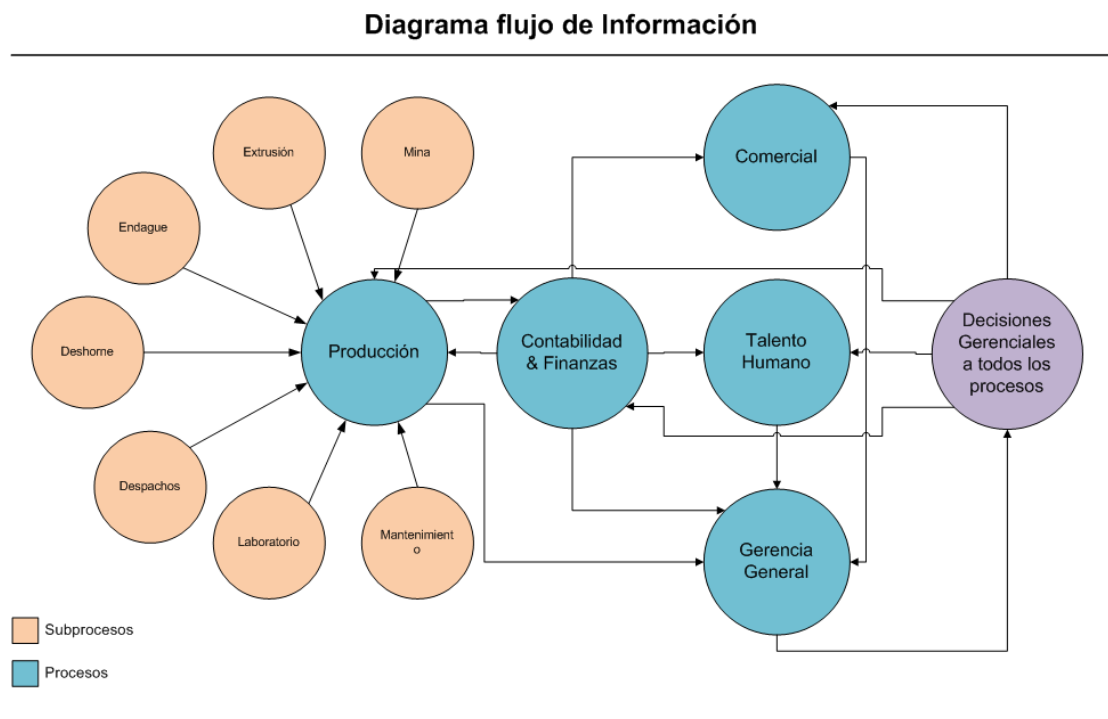 Diagrama flujo de Información
Extrusión
Mina
Comercial
Endague
Deshorne
Producción
Contabilidad
& Finanzas
Talento
Humano
Decisiones
Gerenciales
a todos los
procesos
Despachos
Laboratorio
Mantenimient
o
Gerencia
General
Subprocesos
Procesos